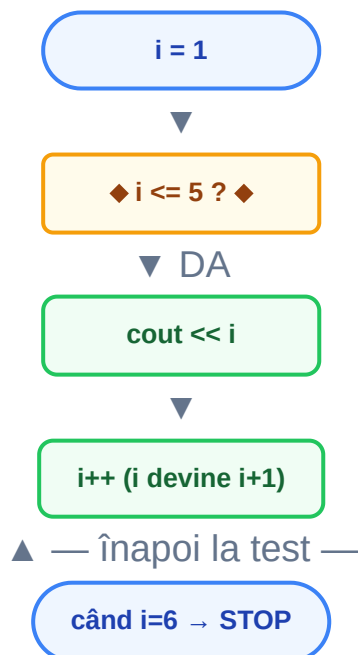 i = 1
▼
◆ i <= 5 ? ◆
▼ DA
cout << i
▼
i++ (i devine i+1)
▲ — înapoi la test —
când i=6 → STOP